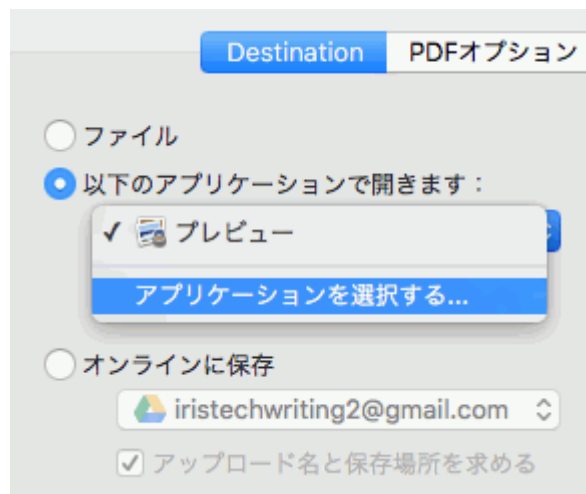 Destination PDFオプション
ファイル
以下のアプリケーションで開きます：
✓ プレビュー
アプリケーションを選択する...
オンラインに保存
iristechwriting2@gmail.com
アップロード名と保存場所を求める